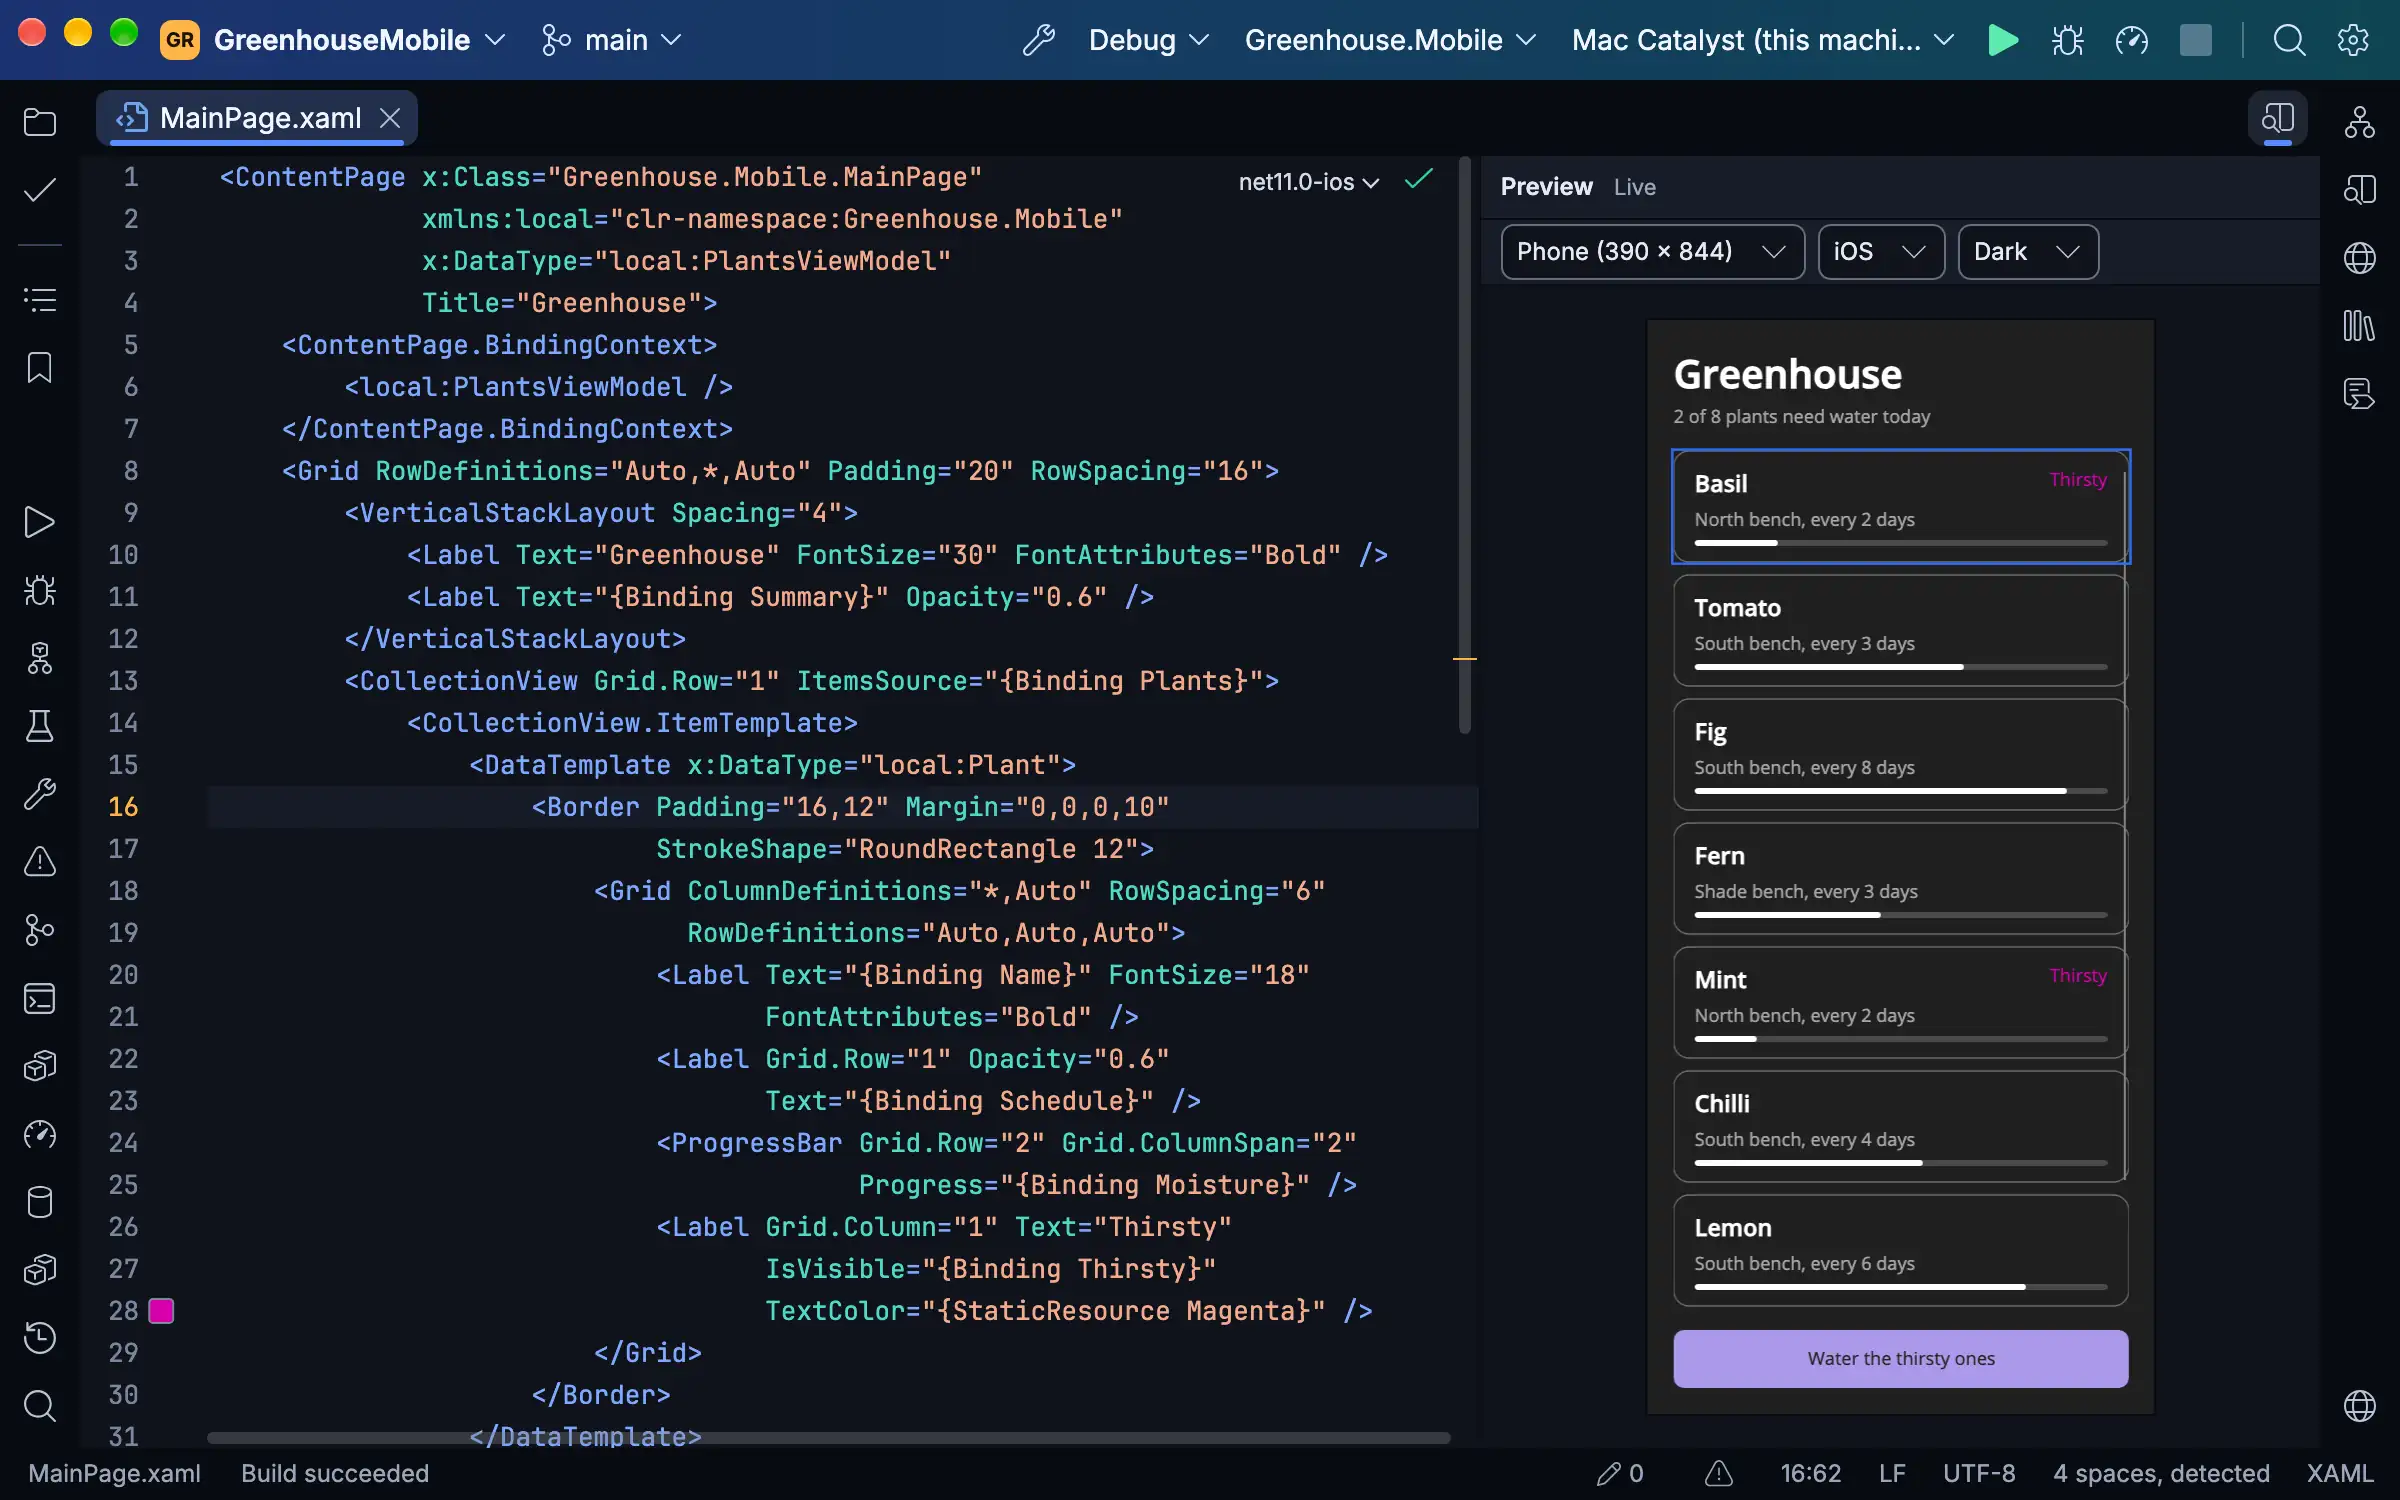 GR GreenhouseMobile main Debug Greenhouse.Mobile Mac Catalyst (this machi...
MainPage.xaml
net11.0-ios
1 <ContentPage x:Class="Greenhouse.Mobile.MainPage"
2 xmlns:local="clr-namespace:Greenhouse.Mobile"
3 x:DataType="local:PlantsViewModel"
4 Title="Greenhouse">
5 <ContentPage.BindingContext>
6 <local:PlantsViewModel />
7 </ContentPage.BindingContext>
8 <Grid RowDefinitions="Auto,*,Auto" Padding="20" RowSpacing="16">
9 <VerticalStackLayout Spacing="4">
10 <Label Text="Greenhouse" FontSize="30" FontAttributes="Bold" />
11 <Label Text="{Binding Summary}" Opacity="0.6" />
12 </VerticalStackLayout>
13 <CollectionView Grid.Row="1" ItemsSource="{Binding Plants}">
14 <CollectionView.ItemTemplate>
15 <DataTemplate x:DataType="local:Plant">
16 <Border Padding="16,12" Margin="0,0,0,10"
17 StrokeShape="RoundRectangle 12">
18 <Grid ColumnDefinitions="*,Auto" RowSpacing="6"
19 RowDefinitions="Auto,Auto,Auto">
20 <Label Text="{Binding Name}" FontSize="18"
21 FontAttributes="Bold" />
22 <Label Grid.Row="1" Opacity="0.6"
23 Text="{Binding Schedule}" />
24 <ProgressBar Grid.Row="2" Grid.ColumnSpan="2"
25 Progress="{Binding Moisture}" />
26 <Label Grid.Column="1" Text="Thirsty"
27 IsVisible="{Binding Thirsty}"
28 TextColor="{StaticResource Magenta}" />
29 </Grid>
30 </Border>
31 </DataTemplate>
Preview Live
Phone (390 × 844) iOS Dark
Greenhouse
2 of 8 plants need water today
Basil Thirsty
North bench, every 2 days
Tomato
South bench, every 3 days
Fig
South bench, every 8 days
Fern
Shade bench, every 3 days
Mint Thirsty
North bench, every 2 days
Chilli
South bench, every 4 days
Lemon
South bench, every 6 days
Water the thirsty ones
MainPage.xaml Build succeeded 0 16:62 LF UTF-8 4 spaces, detected XAML